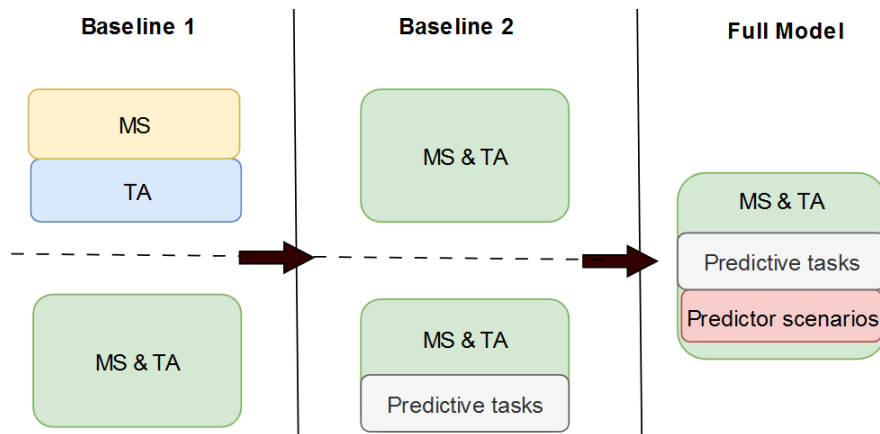 Baseline 1
Baseline 2
Full Model
MS
TA
MS & TA
MS & TA
MS & TA
Predictive tasks
MS & TA
Predictive tasks
Predictor scenarios